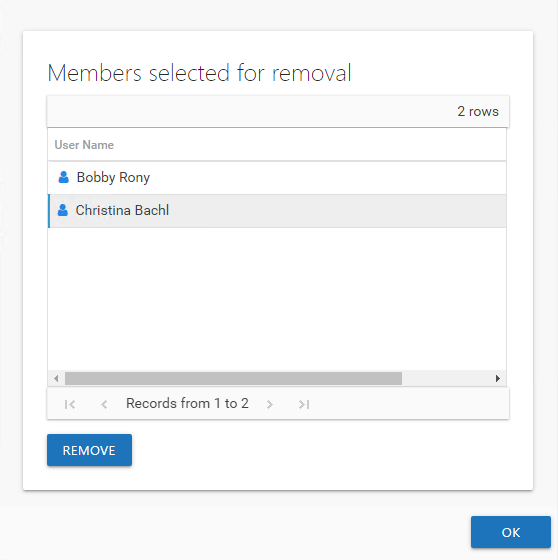 Members selected for removal
2 rows
User Name
Bobby Rony
Christina Bachl
Records from 1 to 2
REMOVE
OK